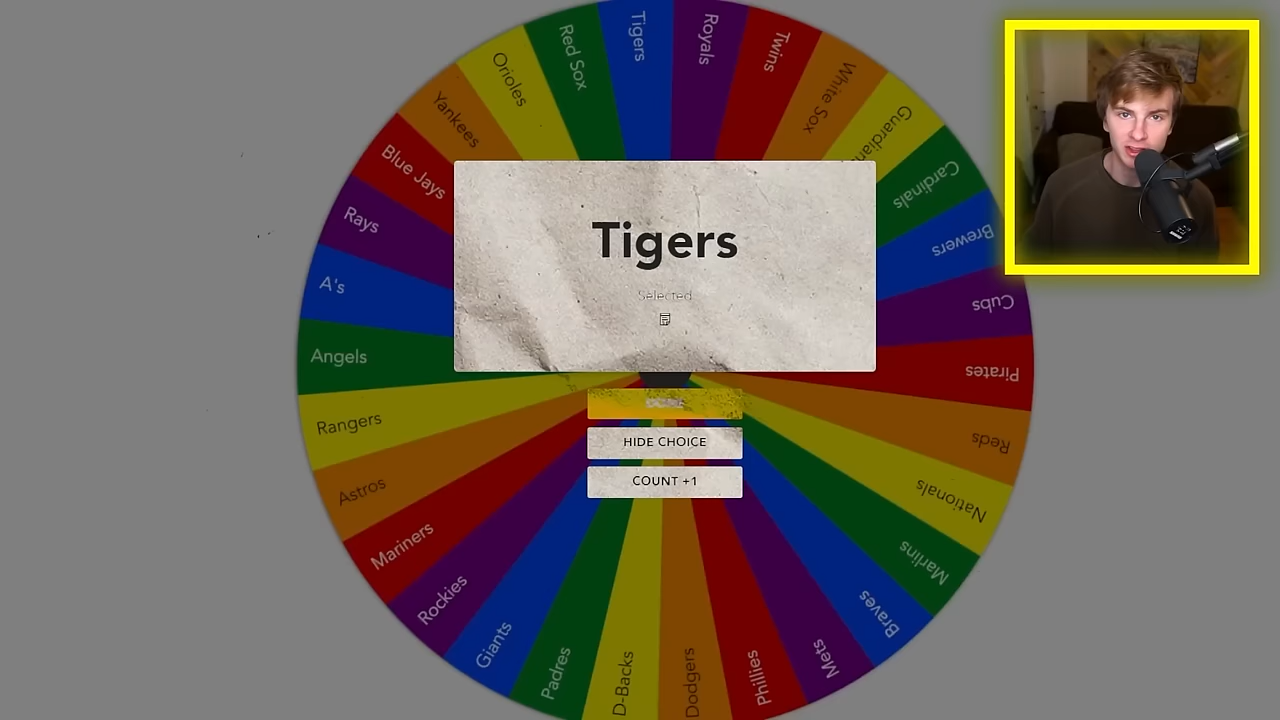 Tigers
Selected
HIDE CHOICE
COUNT +1
Tigers
Royals
Twins
White Sox
Guardian
Cardinals
Brewers
Cubs
Pirates
Reds
Nationals
Marlins
Braves
Mets
Phillies
Dodgers
D-Backs
Padres
Giants
Rockies
Mariners
Astros
Rangers
Angels
A's
Rays
Blue Jays
Yankees
Orioles
Red Sox